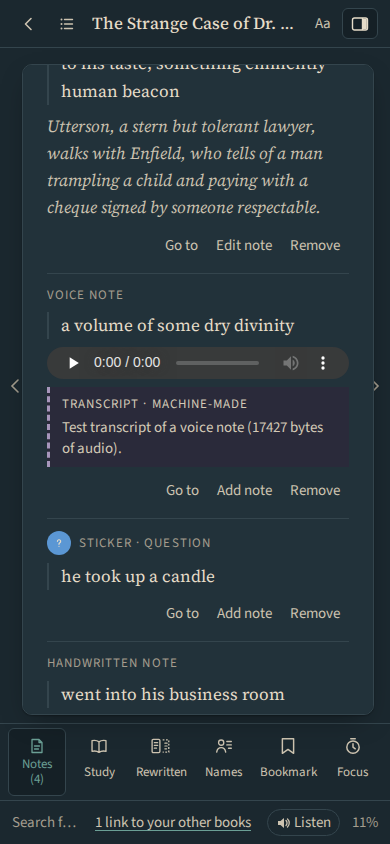 The Strange Case of Dr. ...
Aa
to his taste, something eminently
human beacon
Utterson, a stern but tolerant lawyer,
walks with Enfield, who tells of a man
trampling a child and paying with a
cheque signed by someone respectable.
Go to Edit note Remove
VOICE NOTE
a volume of some dry divinity
0:00 / 0:00
TRANSCRIPT · MACHINE-MADE
Test transcript of a voice note (17427 bytes
of audio).
Go to Add note Remove
? STICKER · QUESTION
he took up a candle
Go to Add note Remove
HANDWRITTEN NOTE
went into his business room
Notes
(4)
Study
Rewritten
Names
Bookmark
Focus
Search f... 1 link to your other books Listen 11%